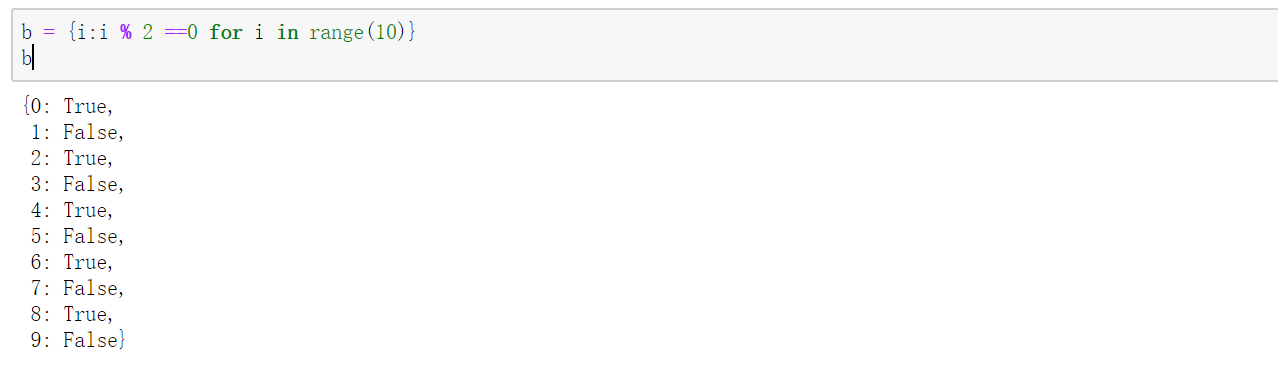 b = {i:i % 2 ==0 for i in range(10)}
b
{0: True,
 1: False,
 2: True,
 3: False,
 4: True,
 5: False,
 6: True,
 7: False,
 8: True,
 9: False}